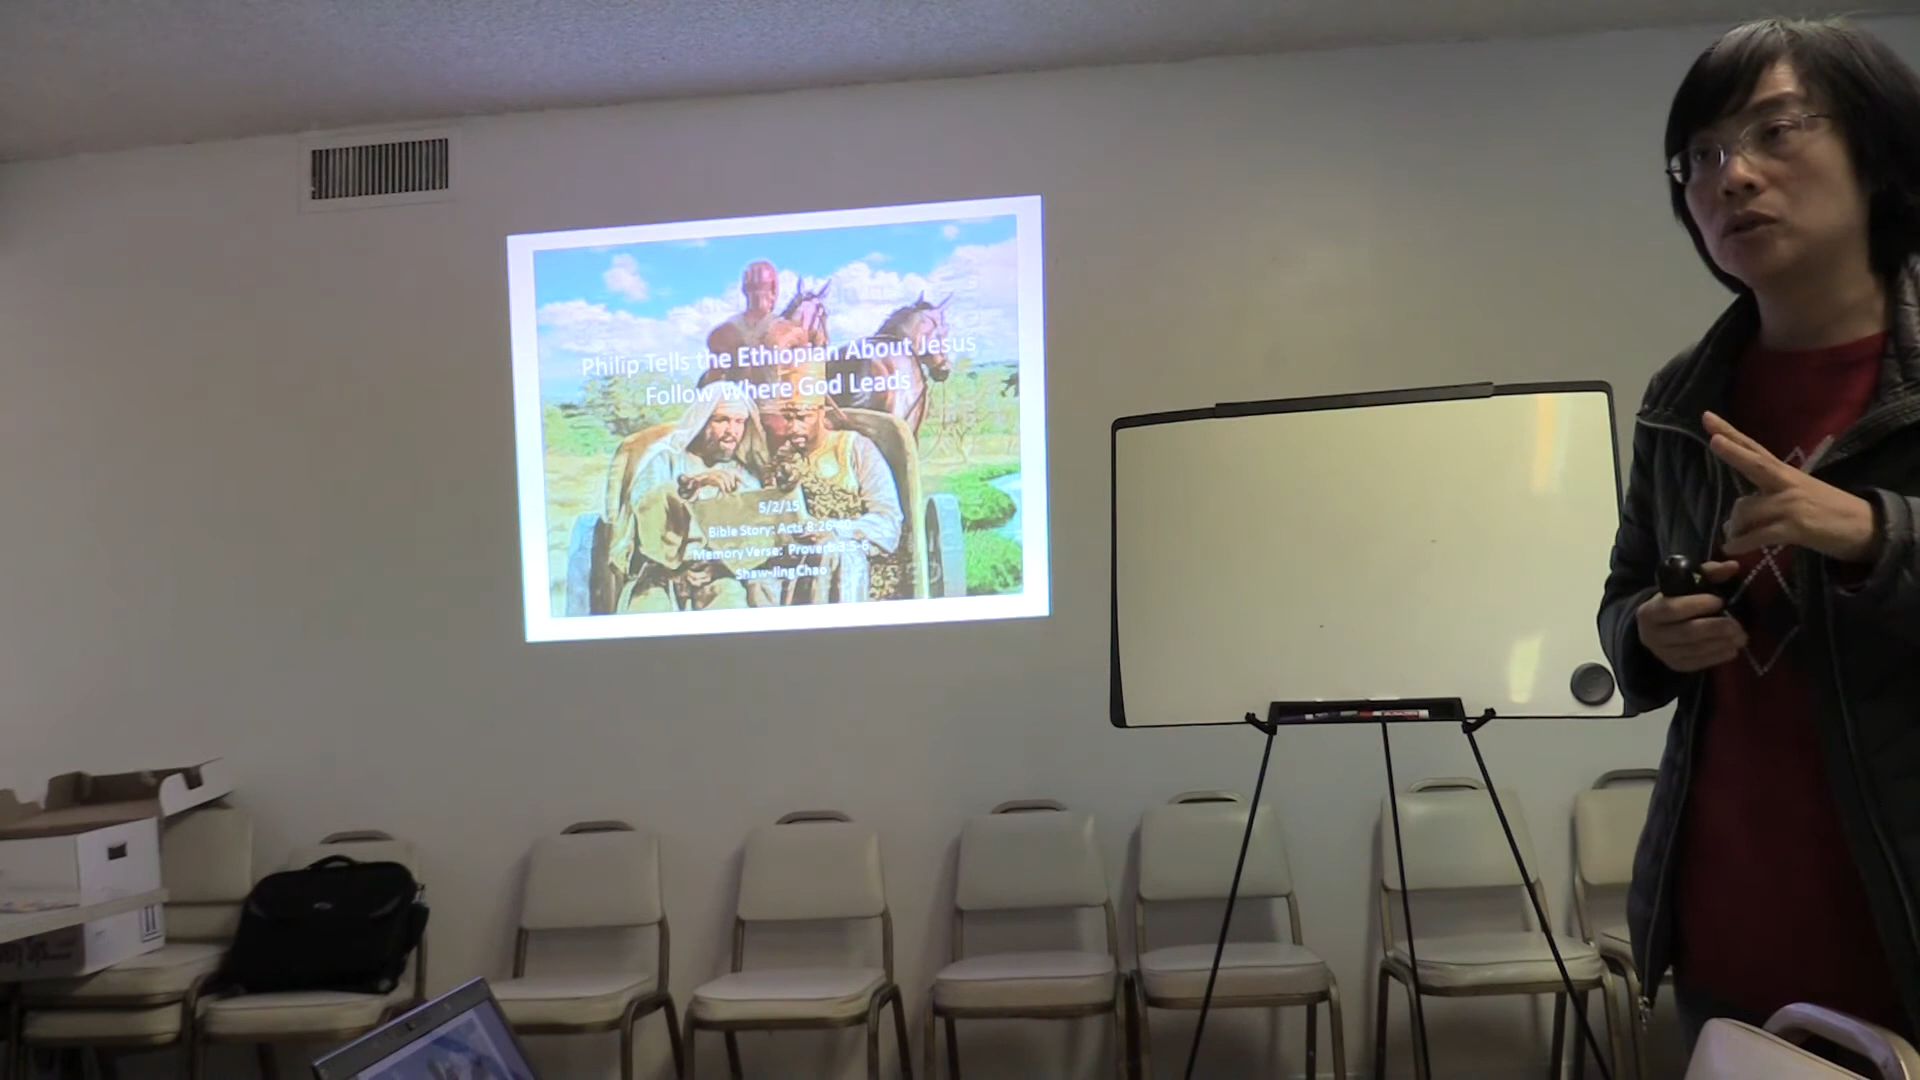 Philip Tells the Ethiopian About Jesus
Follow Where God Leads
5/2/15
Bible Story: Acts 8:26-40
Memory Verse: Proverb 3:5-6
Shaw-Jing Chao